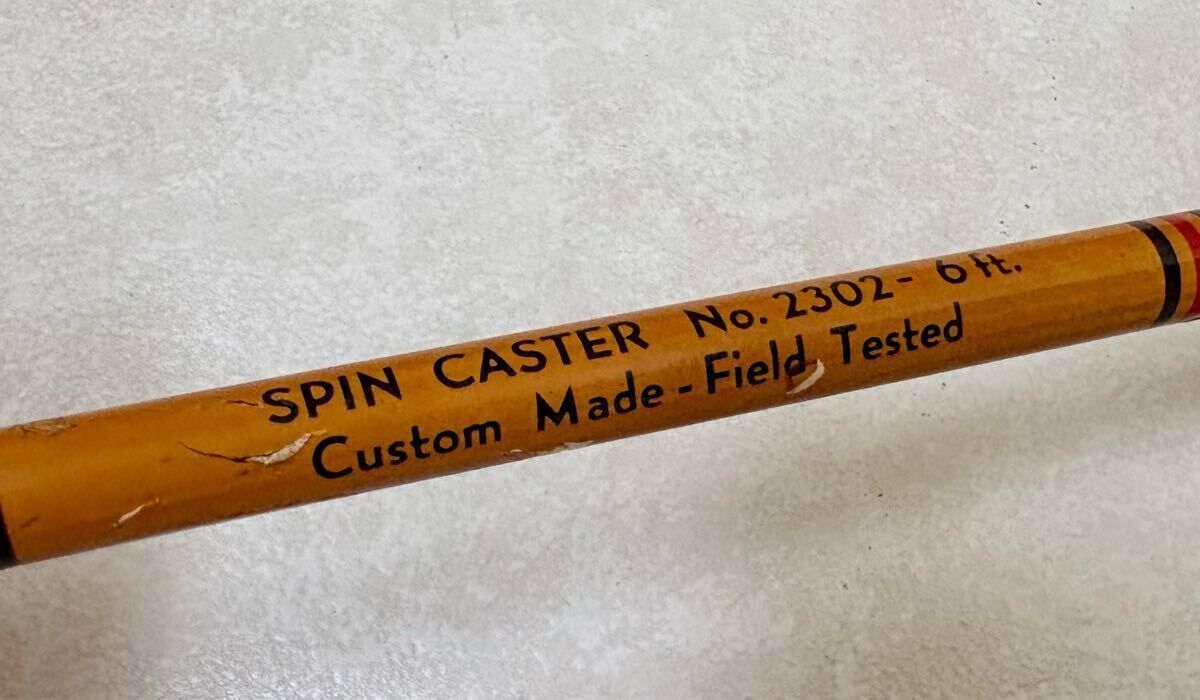 SPIN CASTER No. 2302- 6 ft.
Custom Made - Field Tested